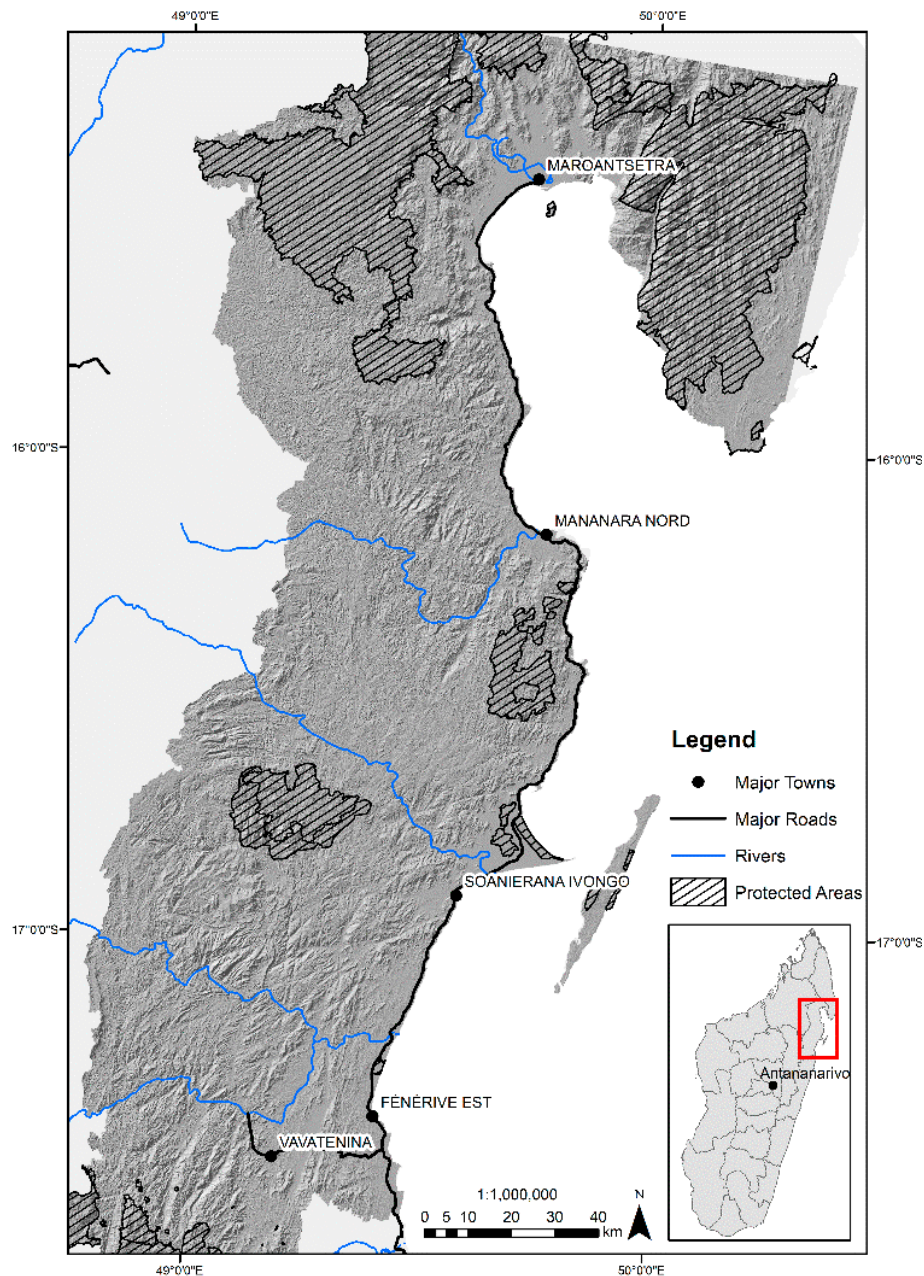 49°0'0"E
50°0'0"E
MAROANTSETRA
16°0'0"S
16°0'0"S
MANANARA NORD
Legend
Major Towns
Major Roads
Rivers
Protected Areas
SOANIERANA IVONGO
17°0'0"S
17°0'0"S
Antananarivo
FÉNÉRIVE EST
VAVATENINA
1:1,000,000
N
0 5 10 20 30 40
km
49°0'0"E
50°0'0"E